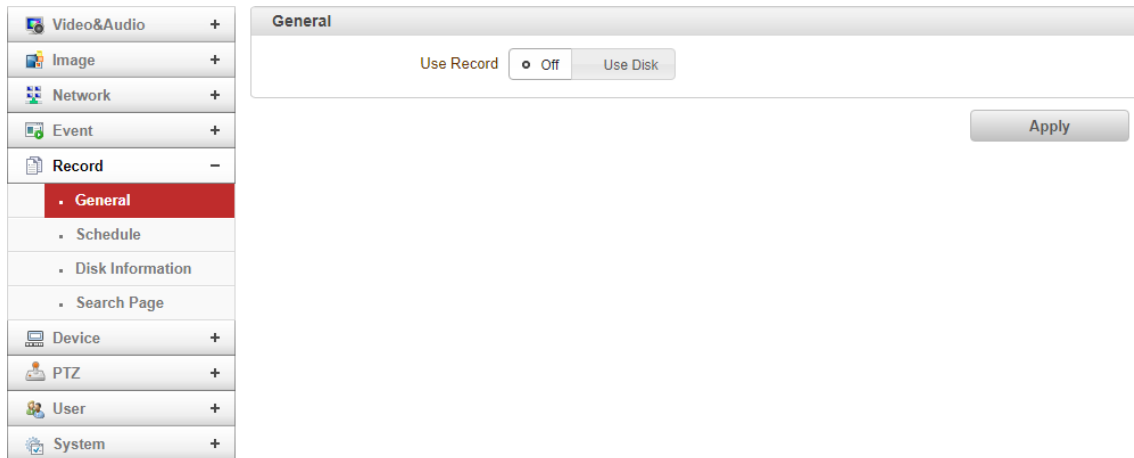 Video&Audio +
Image +
Network +
Event +
Record −
General
Schedule
Disk Information
Search Page
Device +
PTZ +
User +
System +
General
Use Record Off Use Disk
Apply